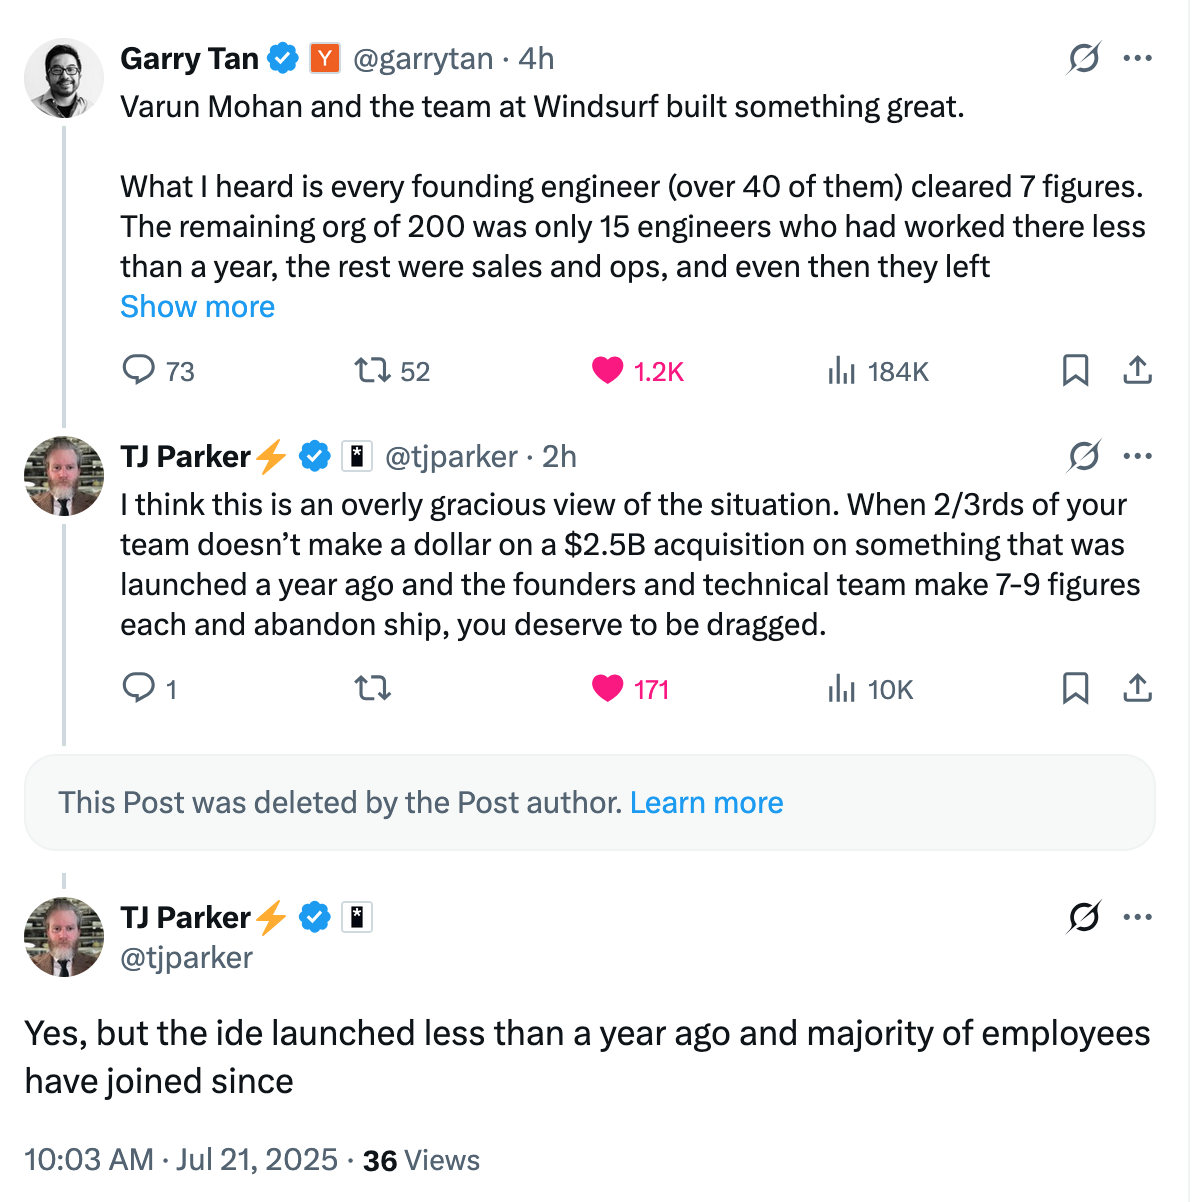 Garry Tan Y @garrytan · 4h
Varun Mohan and the team at Windsurf built something great.
What I heard is every founding engineer (over 40 of them) cleared 7 figures.
The remaining org of 200 was only 15 engineers who had worked there less
than a year, the rest were sales and ops, and even then they left
Show more
73 52 1.2K 184K
TJ Parker⚡ * @tjparker · 2h
I think this is an overly gracious view of the situation. When 2/3rds of your
team doesn’t make a dollar on a $2.5B acquisition on something that was
launched a year ago and the founders and technical team make 7-9 figures
each and abandon ship, you deserve to be dragged.
1 171 10K
This Post was deleted by the Post author. Learn more
TJ Parker⚡ *
@tjparker
Yes, but the ide launched less than a year ago and majority of employees
have joined since
10:03 AM · Jul 21, 2025 · 36 Views